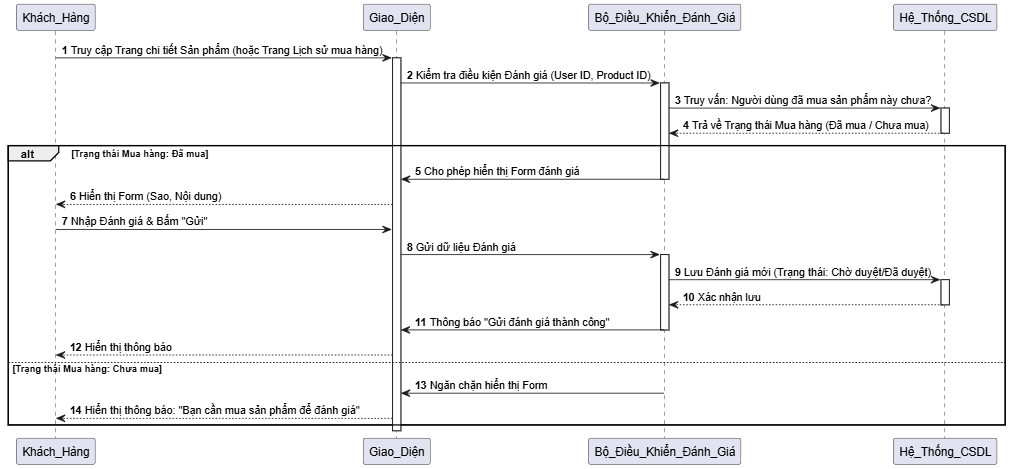 Khách_Hàng
Giao_Diện
Bộ_Điều_Khiển_Đánh_Giá
Hệ_Thống_CSDL
1 Truy cập Trang chi tiết Sản phẩm (hoặc Trang Lịch sử mua hàng)
2 Kiểm tra điều kiện Đánh giá (User ID, Product ID)
3 Truy vấn: Người dùng đã mua sản phẩm này chưa?
4 Trả về Trạng thái Mua hàng (Đã mua / Chưa mua)
alt [Trạng thái Mua hàng: Đã mua]
5 Cho phép hiển thị Form đánh giá
6 Hiển thị Form (Sao, Nội dung)
7 Nhập Đánh giá & Bấm "Gửi"
8 Gửi dữ liệu Đánh giá
9 Lưu Đánh giá mới (Trạng thái: Chờ duyệt/Đã duyệt)
10 Xác nhận lưu
11 Thông báo "Gửi đánh giá thành công"
12 Hiển thị thông báo
[Trạng thái Mua hàng: Chưa mua]
13 Ngăn chặn hiển thị Form
14 Hiển thị thông báo: "Bạn cần mua sản phẩm để đánh giá"
Khách_Hàng
Giao_Diện
Bộ_Điều_Khiển_Đánh_Giá
Hệ_Thống_CSDL